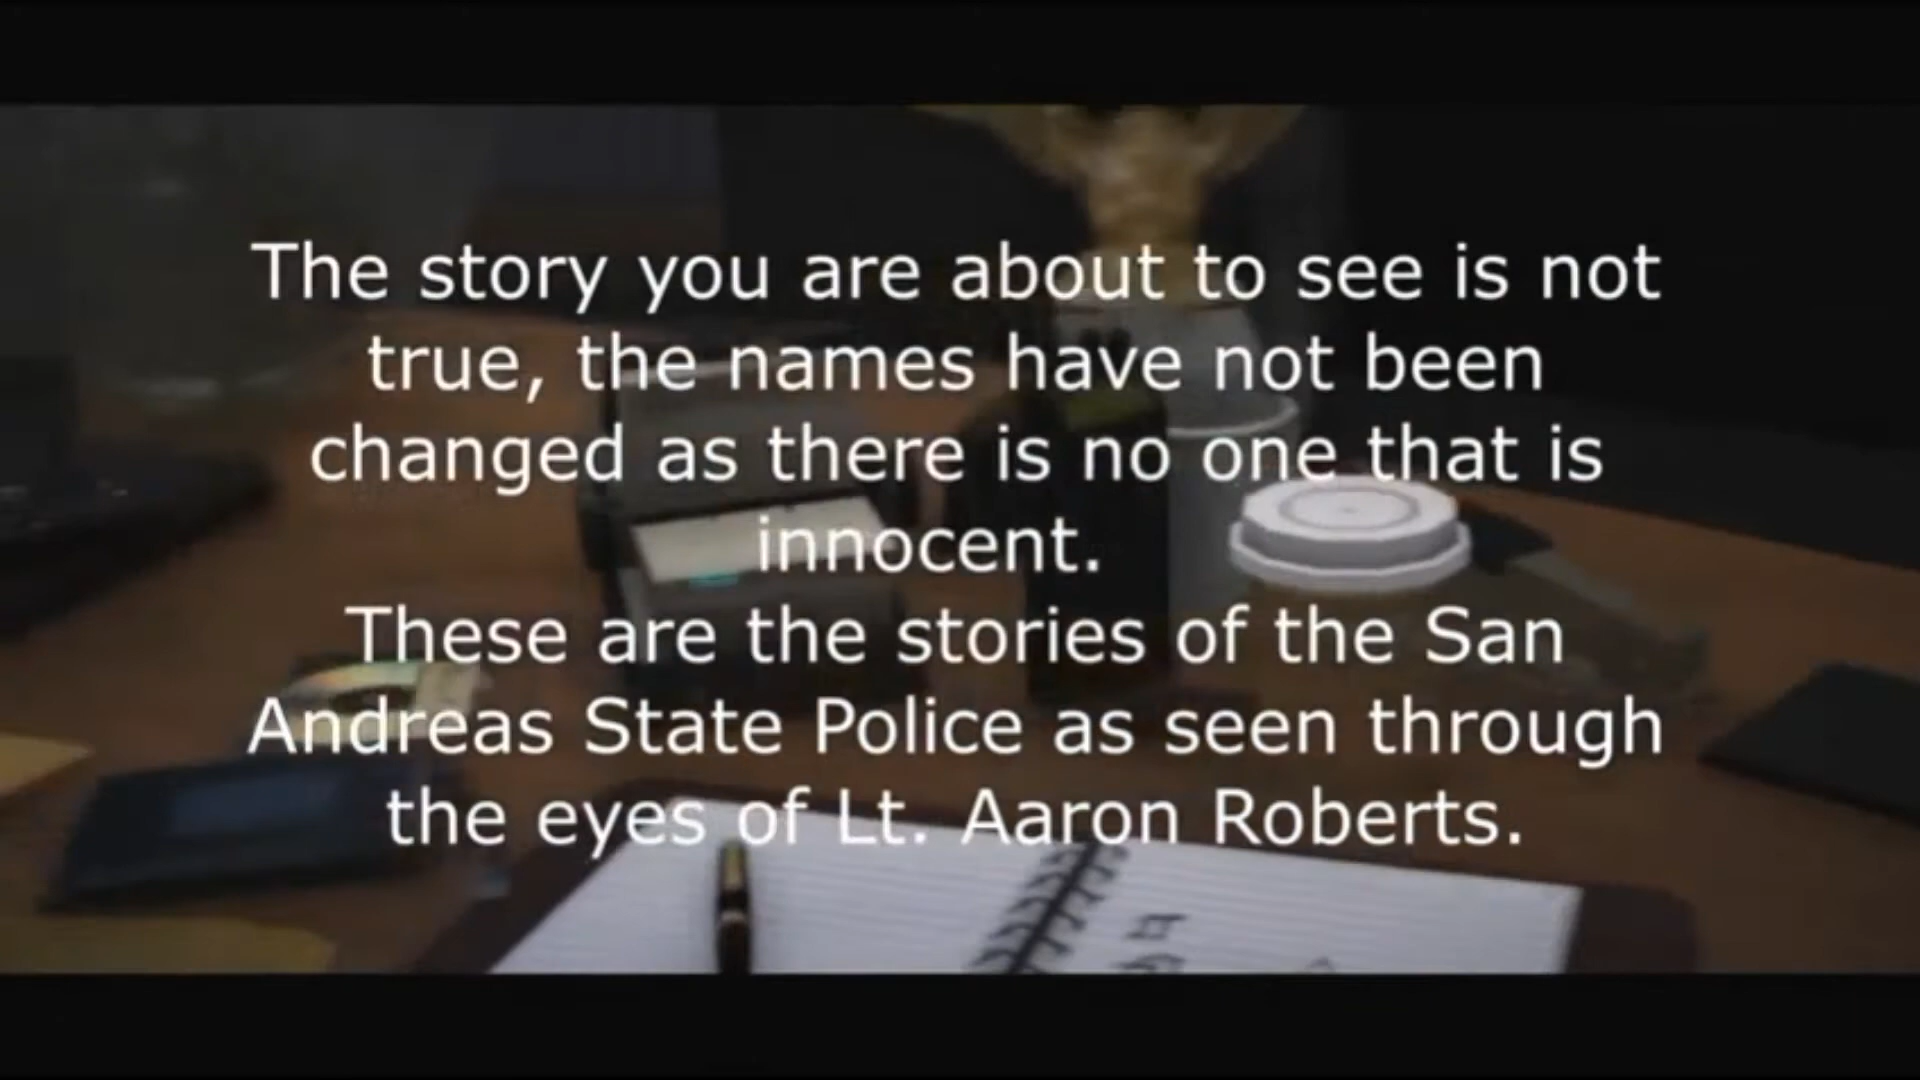 The story you are about to see is not
true, the names have not been
changed as there is no one that is
innocent.
These are the stories of the San
Andreas State Police as seen through
the eyes of Lt. Aaron Roberts.